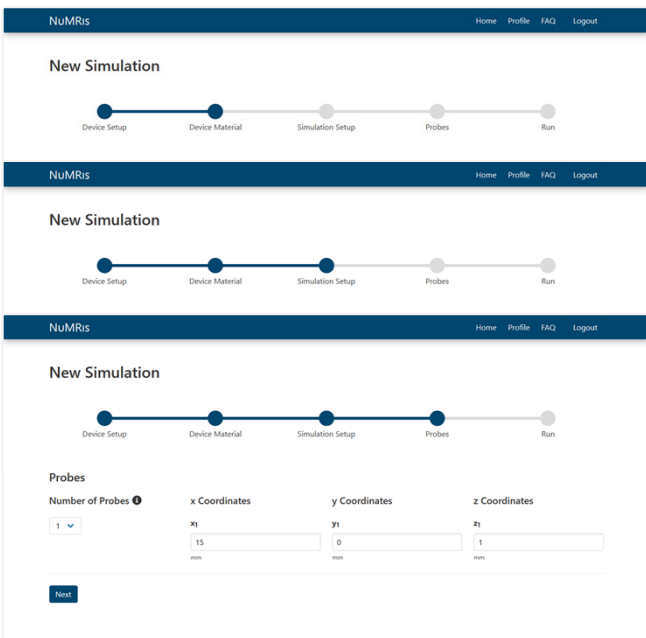 NuMRIS Home Profile FAQ Logout
New Simulation
Device Setup Device Material Simulation Setup Probes Run
NuMRIS Home Profile FAQ Logout
New Simulation
Device Setup Device Material Simulation Setup Probes Run
NuMRIS Home Profile FAQ Logout
New Simulation
Device Setup Device Material Simulation Setup Probes Run
Probes
Number of Probes x Coordinates y Coordinates z Coordinates
x1 y1 z1
1 15 0 1
mm mm mm
Next